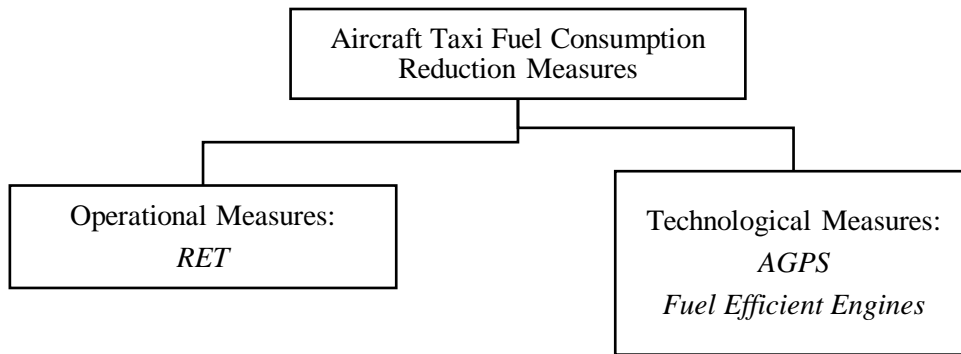 Aircraft Taxi Fuel Consumption
Reduction Measures
Operational Measures:
RET
Technological Measures:
AGPS
Fuel Efficient Engines